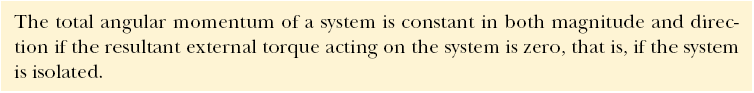 The total angular momentum of a system is constant in both magnitude and direc-
tion if the resultant external torque acting on the system is zero, that is, if the system
is isolated.